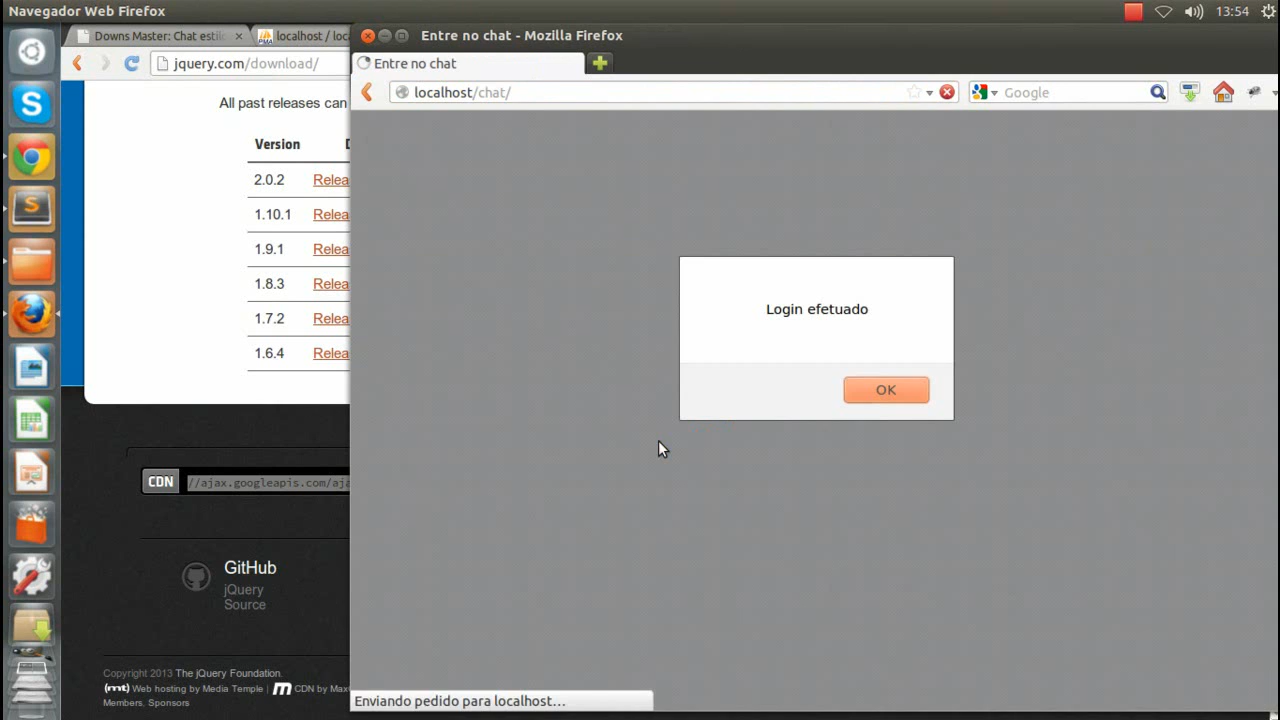 Navegador Web Firefox
13:54
Downs Master: Chat estil
localhost / loca
jquery.com/download/
All past releases can
Version
2.0.2 Relea
1.10.1 Relea
1.9.1 Relea
1.8.3 Relea
1.7.2 Relea
1.6.4 Relea
CDN //ajax.googleapis.com/aja
GitHub
jQuery
Source
Copyright 2013 The jQuery Foundation.
(mt) Web hosting by Media Temple | CDN by Max
Members. Sponsors
Entre no chat - Mozilla Firefox
Entre no chat
localhost/chat/
Google
Login efetuado
OK
Enviando pedido para localhost...